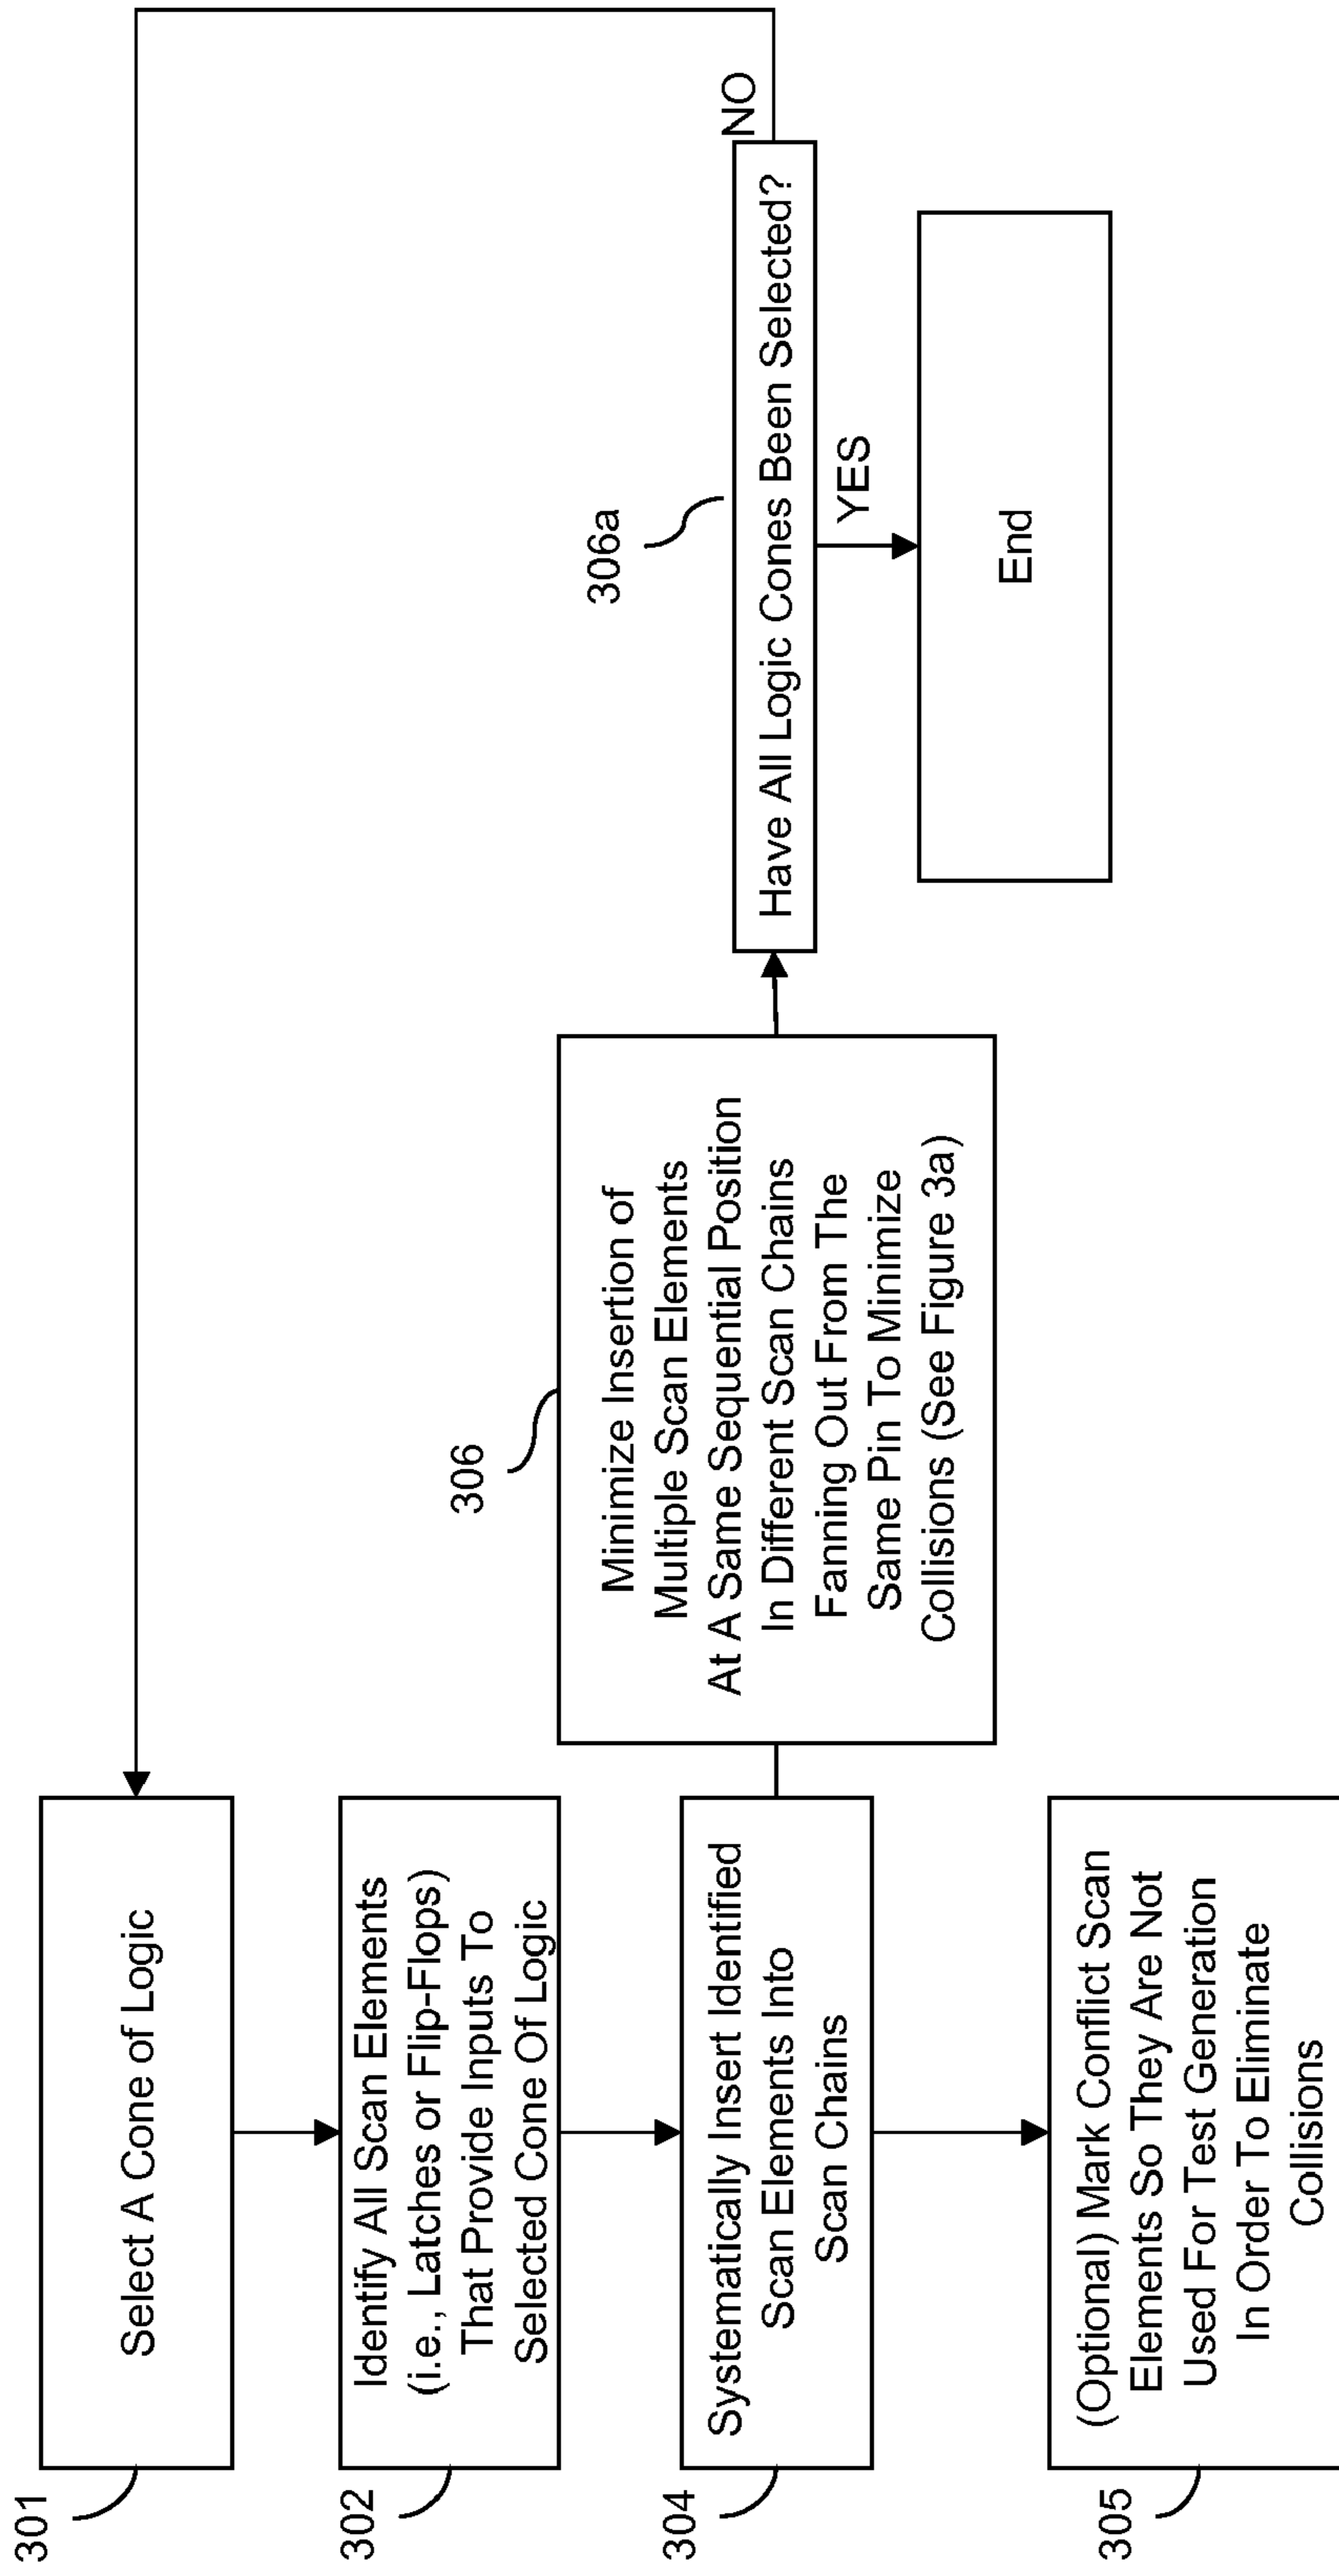 301
Select A Cone of Logic
302
Identify All Scan Elements
(i.e., Latches or Flip-Flops)
That Provide Inputs To
Selected Cone Of Logic
304
Systematically Insert Identified
Scan Elements Into
Scan Chains
305
(Optional) Mark Conflict Scan
Elements So They Are Not
Used For Test Generation
In Order To Eliminate
Collisions
306
Minimize Insertion of
Multiple Scan Elements
At A Same Sequential Position
In Different Scan Chains
Fanning Out From The
Same Pin To Minimize
Collisions (See Figure 3a)
306a
Have All Logic Cones Been Selected?
NO
YES
End